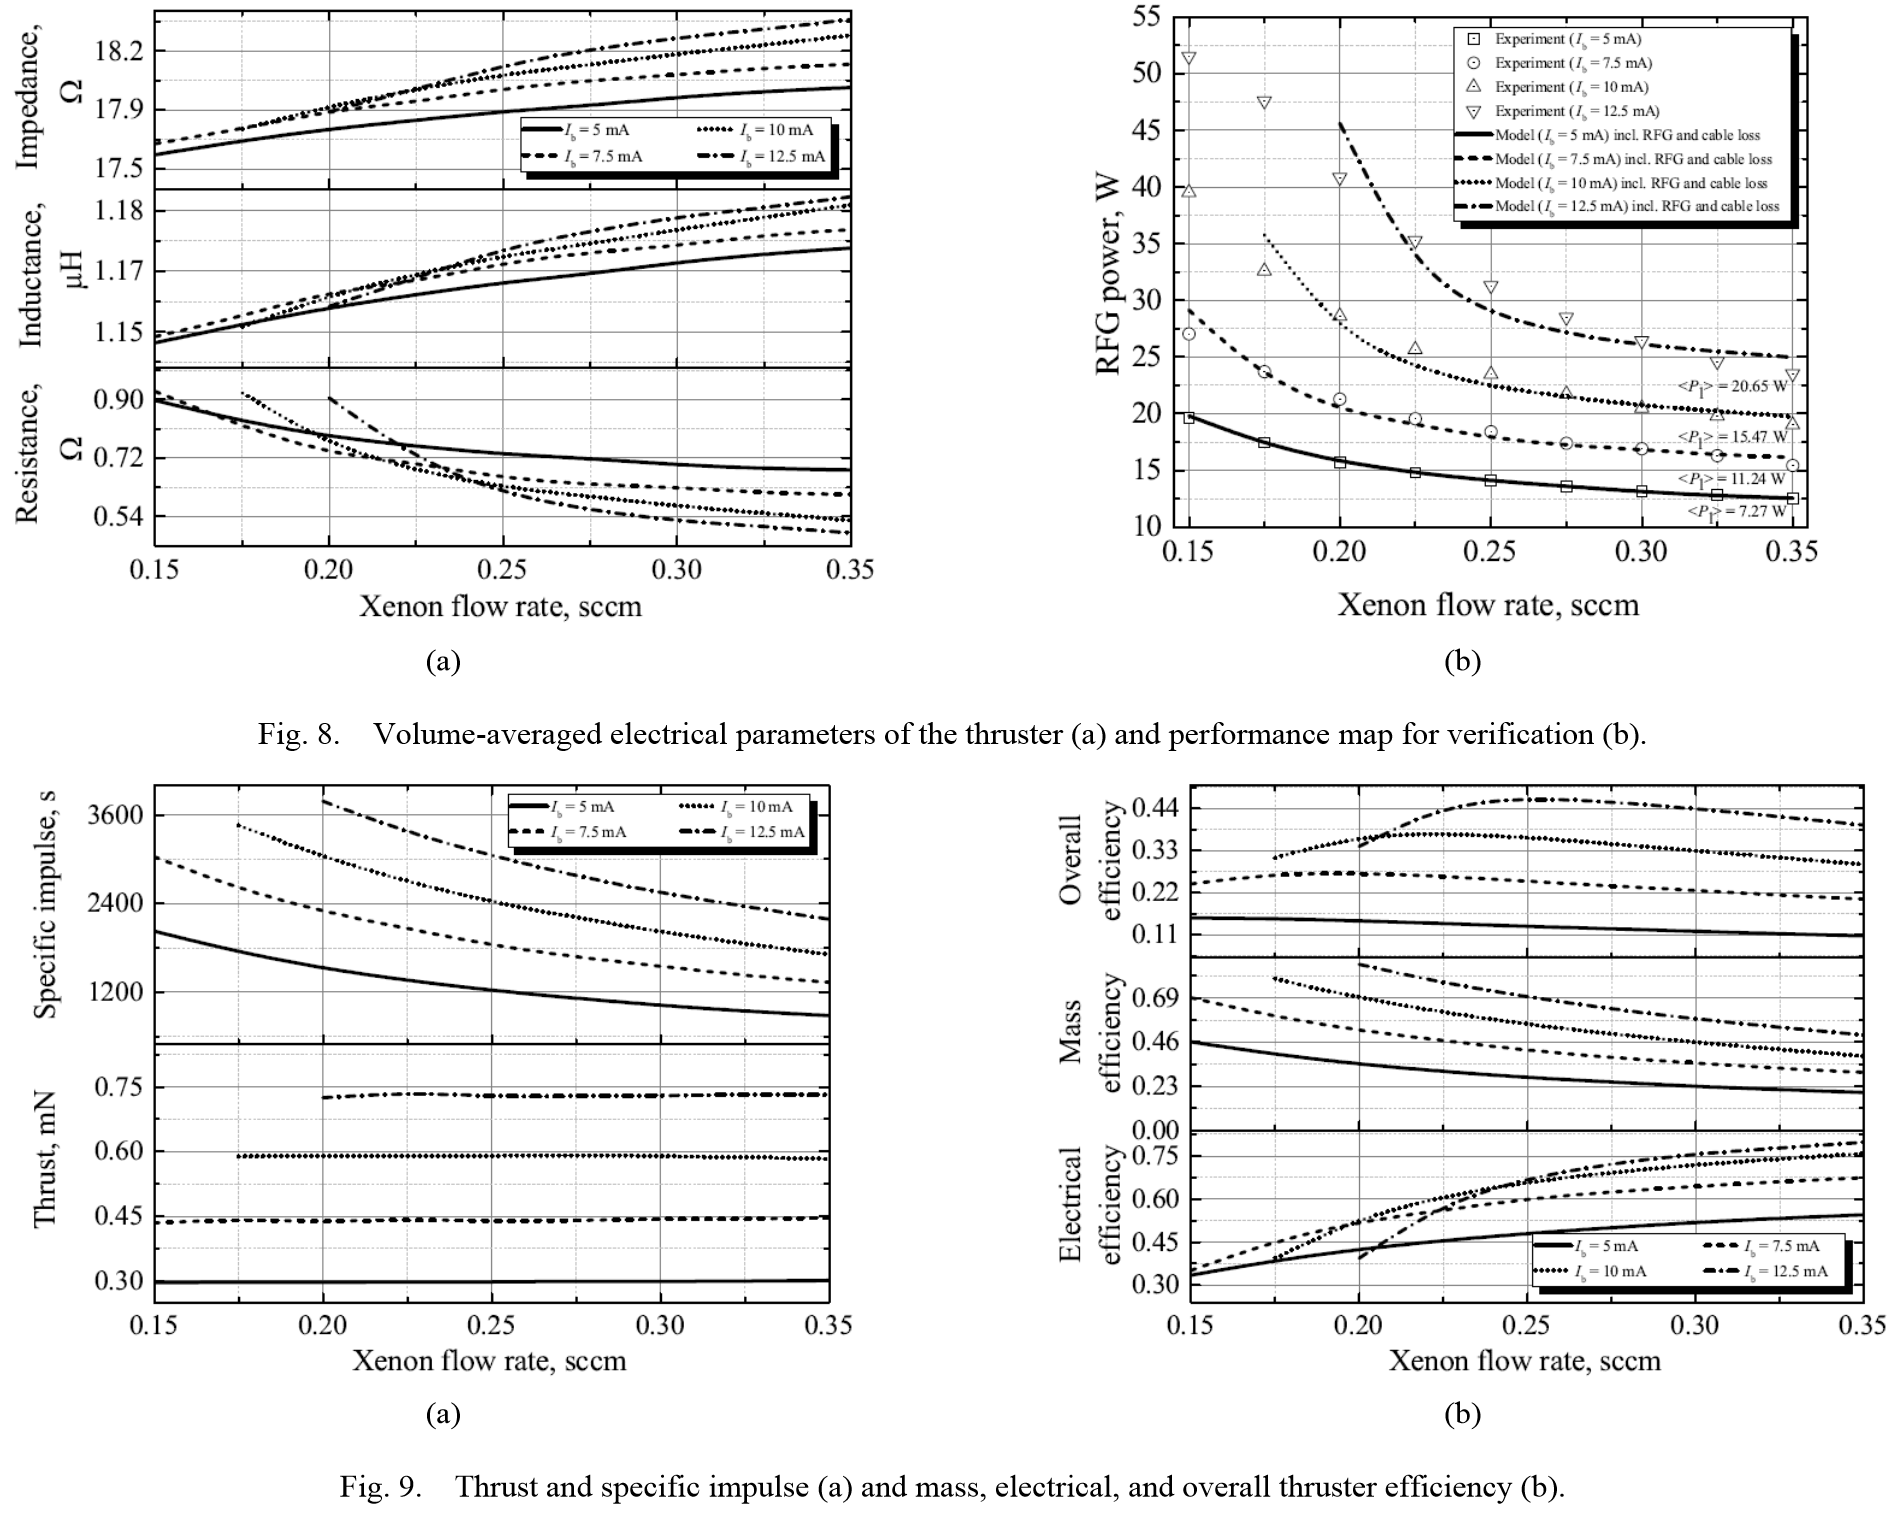 Impedance,
Ω
18.2
17.9
17.5
I_b = 5 mA
I_b = 10 mA
I_b = 7.5 mA
I_b = 12.5 mA
Inductance,
μH
1.18
1.17
1.15
Resistance,
Ω
0.90
0.72
0.54
0.15 0.20 0.25 0.30 0.35
Xenon flow rate, sccm
(a)
RFG power, W
55
50
45
40
35
30
25
20
15
10
Experiment (I_b = 5 mA)
Experiment (I_b = 7.5 mA)
Experiment (I_b = 10 mA)
Experiment (I_b = 12.5 mA)
Model (I_b = 5 mA) incl. RFG and cable loss
Model (I_b = 7.5 mA) incl. RFG and cable loss
Model (I_b = 10 mA) incl. RFG and cable loss
Model (I_b = 12.5 mA) incl. RFG and cable loss
<P_1> = 20.65 W
<P_1> = 15.47 W
<P_1> = 11.24 W
<P_1> = 7.27 W
0.15 0.20 0.25 0.30 0.35
Xenon flow rate, sccm
(b)
Fig. 8. Volume-averaged electrical parameters of the thruster (a) and performance map for verification (b).
Specific impulse, s
3600
2400
1200
I_b = 5 mA
I_b = 10 mA
I_b = 7.5 mA
I_b = 12.5 mA
Thrust, mN
0.75
0.60
0.45
0.30
0.15 0.20 0.25 0.30 0.35
Xenon flow rate, sccm
(a)
Overall
efficiency
0.44
0.33
0.22
0.11
Mass
efficiency
0.69
0.46
0.23
0.00
Electrical
efficiency
0.75
0.60
0.45
0.30
I_b = 5 mA
I_b = 7.5 mA
I_b = 10 mA
I_b = 12.5 mA
0.15 0.20 0.25 0.30 0.35
Xenon flow rate, sccm
(b)
Fig. 9. Thrust and specific impulse (a) and mass, electrical, and overall thruster efficiency (b).